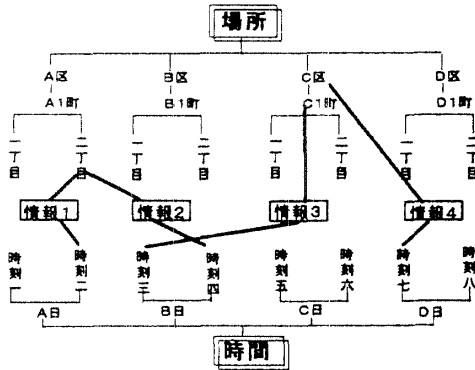 場所
A区 B区 C区 D区
A1町 B1町 C1町 D1町
一丁目 二丁目 一丁目 二丁目 一丁目 二丁目 一丁目 二丁目
情報1 情報2 情報3 情報4
時刻一 時刻二 時刻三 時刻四 時刻五 時刻六 時刻七 時刻八
A日 B日 C日 D日
時間